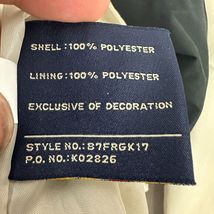 SHELL: 100% POLYESTER
LINING: 100% POLYESTER
EXCLUSIVE OF DECORATION
STYLE NO.: B7FRGK17
P.O. NO.: K02826